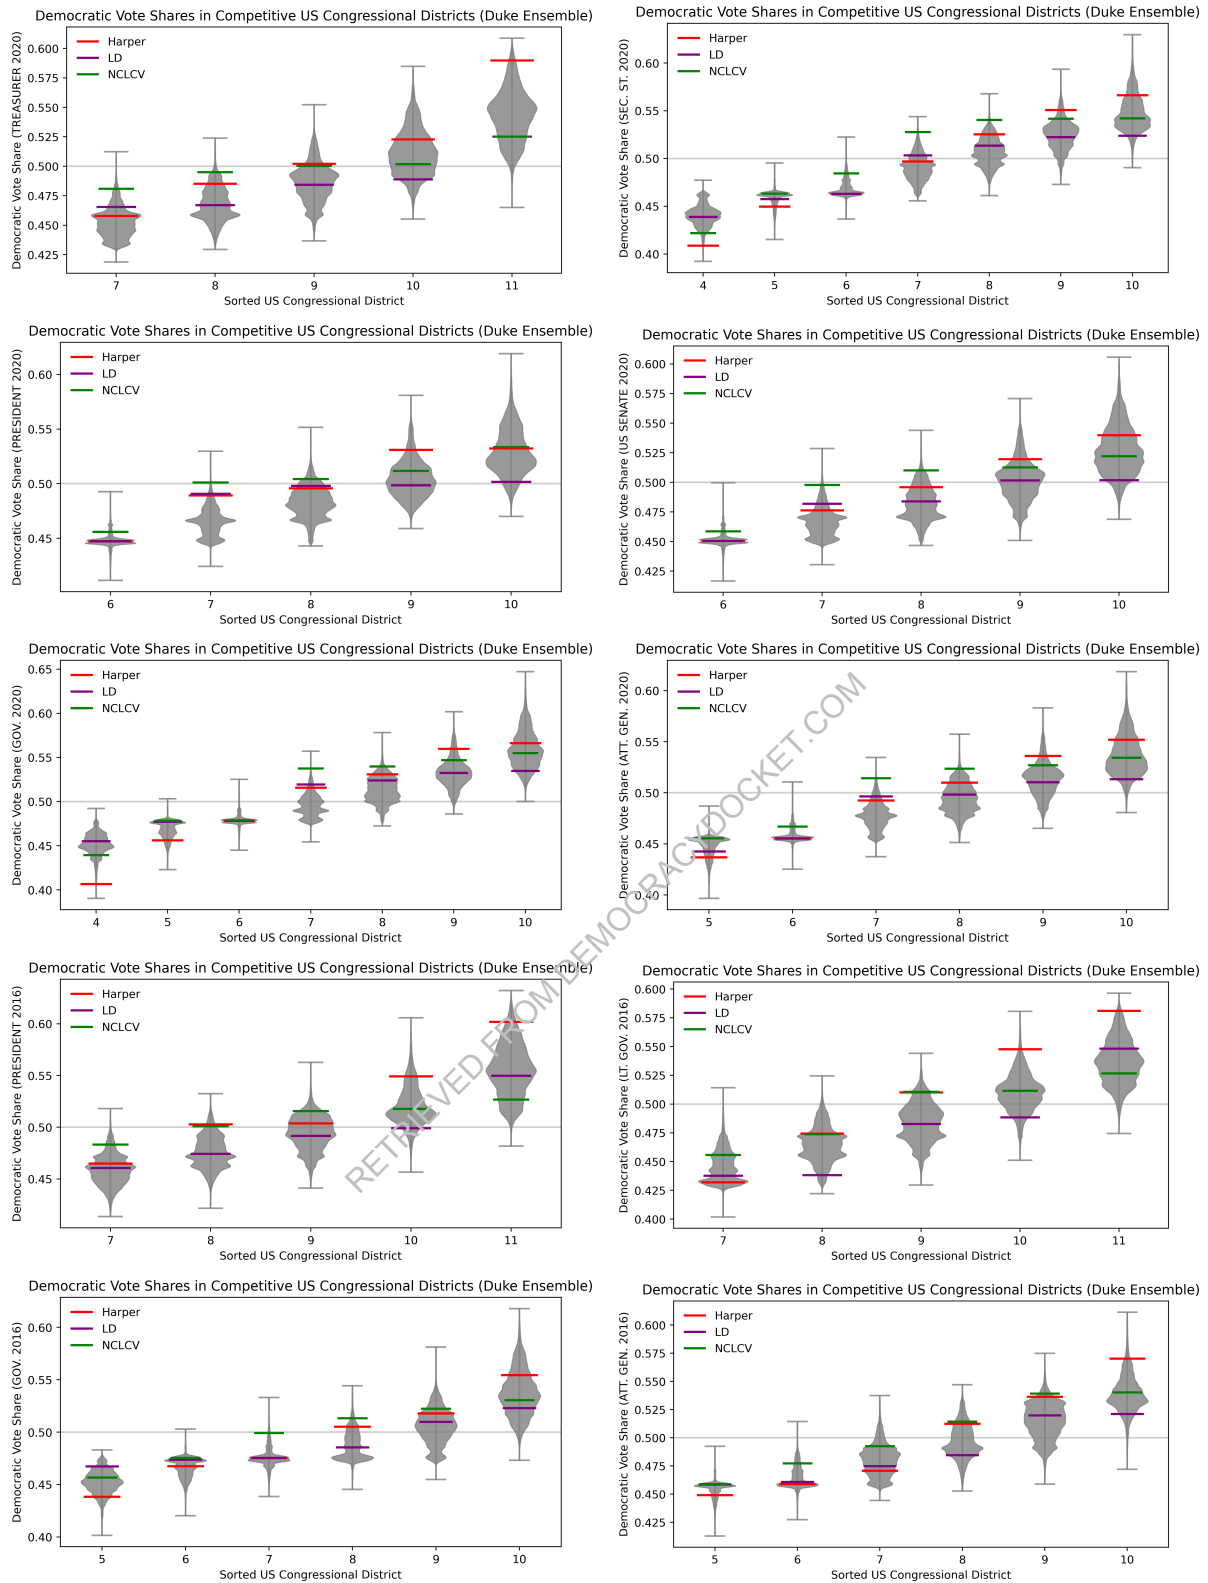 Democratic Vote Shares in Competitive US Congressional Districts (Duke Ensemble)
Democratic Vote Share (TREASURER 2020)
Harper
LD
NCLCV
0.600
0.575
0.550
0.525
0.500
0.475
0.450
0.425
7 8 9 10 11
Sorted US Congressional District
Democratic Vote Shares in Competitive US Congressional Districts (Duke Ensemble)
Democratic Vote Share (SEC. ST. 2020)
Harper
LD
NCLCV
0.60
0.55
0.50
0.45
0.40
4 5 6 7 8 9 10
Sorted US Congressional District
Democratic Vote Shares in Competitive US Congressional Districts (Duke Ensemble)
Democratic Vote Share (PRESIDENT 2020)
Harper
LD
NCLCV
0.60
0.55
0.50
0.45
6 7 8 9 10
Sorted US Congressional District
Democratic Vote Shares in Competitive US Congressional Districts (Duke Ensemble)
Democratic Vote Share (US SENATE 2020)
Harper
LD
NCLCV
0.600
0.575
0.550
0.525
0.500
0.475
0.450
0.425
6 7 8 9 10
Sorted US Congressional District
Democratic Vote Shares in Competitive US Congressional Districts (Duke Ensemble)
Democratic Vote Share (GOV. 2020)
Harper
LD
NCLCV
0.65
0.60
0.55
0.50
0.45
0.40
4 5 6 7 8 9 10
Sorted US Congressional District
Democratic Vote Shares in Competitive US Congressional Districts (Duke Ensemble)
Democratic Vote Share (ATT. GEN. 2020)
Harper
LD
NCLCV
0.60
0.55
0.50
0.45
0.40
5 6 7 8 9 10
Sorted US Congressional District
Democratic Vote Shares in Competitive US Congressional Districts (Duke Ensemble)
Democratic Vote Share (PRESIDENT 2016)
Harper
LD
NCLCV
0.60
0.55
0.50
0.45
7 8 9 10 11
Sorted US Congressional District
Democratic Vote Shares in Competitive US Congressional Districts (Duke Ensemble)
Democratic Vote Share (LT. GOV. 2016)
Harper
LD
NCLCV
0.600
0.575
0.550
0.525
0.500
0.475
0.450
0.425
0.400
7 8 9 10 11
Sorted US Congressional District
Democratic Vote Shares in Competitive US Congressional Districts (Duke Ensemble)
Democratic Vote Share (GOV. 2016)
Harper
LD
NCLCV
0.60
0.55
0.50
0.45
0.40
5 6 7 8 9 10
Sorted US Congressional District
Democratic Vote Shares in Competitive US Congressional Districts (Duke Ensemble)
Democratic Vote Share (ATT. GEN. 2016)
Harper
LD
NCLCV
0.600
0.575
0.550
0.525
0.500
0.475
0.450
0.425
5 6 7 8 9 10
Sorted US Congressional District
RETRIEVED FROM DEMOCRACYDOCKET.COM